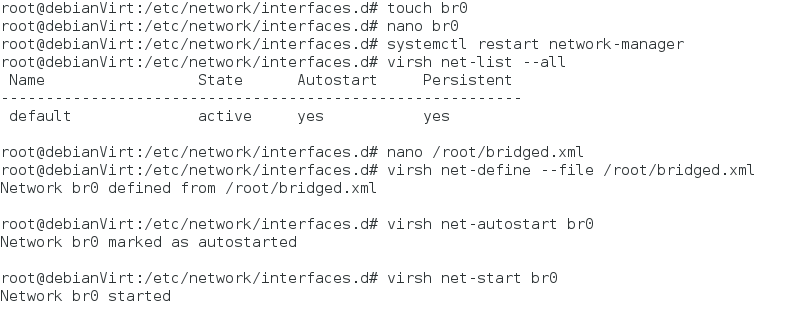 root@debianVirt:/etc/network/interfaces.d# touch br0
root@debianVirt:/etc/network/interfaces.d# nano br0
root@debianVirt:/etc/network/interfaces.d# systemctl restart network-manager
root@debianVirt:/etc/network/interfaces.d# virsh net-list --all
 Name                 State      Autostart     Persistent
----------------------------------------------------------
 default              active     yes           yes

root@debianVirt:/etc/network/interfaces.d# nano /root/bridged.xml
root@debianVirt:/etc/network/interfaces.d# virsh net-define --file /root/bridged.xml
Network br0 defined from /root/bridged.xml

root@debianVirt:/etc/network/interfaces.d# virsh net-autostart br0
Network br0 marked as autostarted

root@debianVirt:/etc/network/interfaces.d# virsh net-start br0
Network br0 started